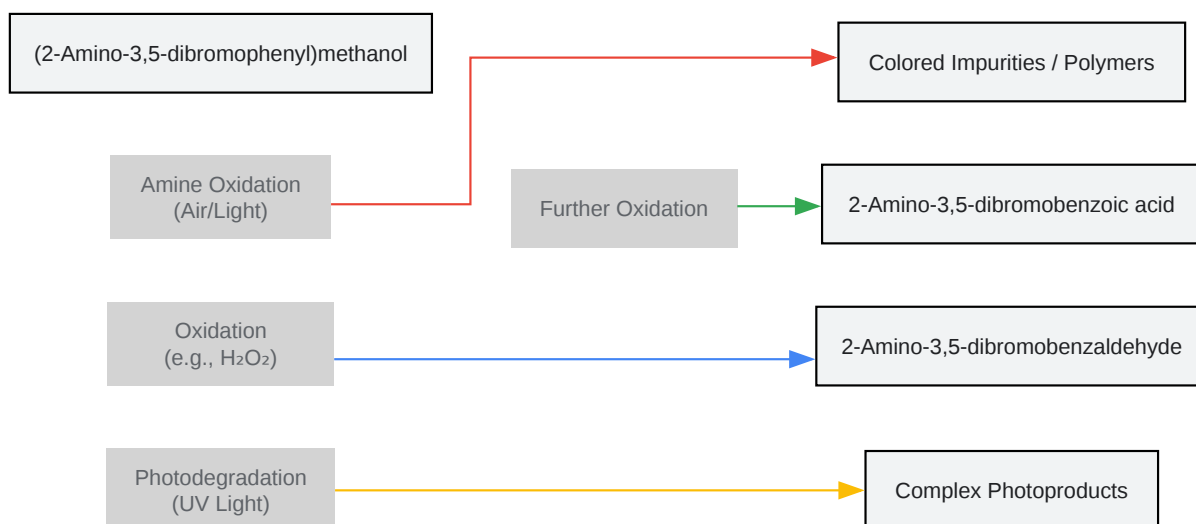 (2-Amino-3,5-dibromophenyl)methanol
Colored Impurities / Polymers
Amine Oxidation
(Air/Light)
Further Oxidation
2-Amino-3,5-dibromobenzoic acid
Oxidation
(e.g., H₂O₂)
2-Amino-3,5-dibromobenzaldehyde
Photodegradation
(UV Light)
Complex Photoproducts